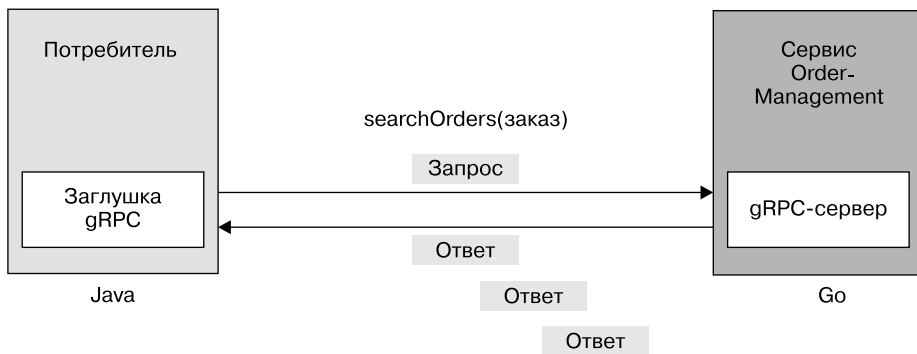 Потребитель
Сервис
Order-
Management
searchOrders(заказ)
Запрос
Заглушка
gRPC
gRPC-сервер
Ответ
Java
Ответ
Go
Ответ